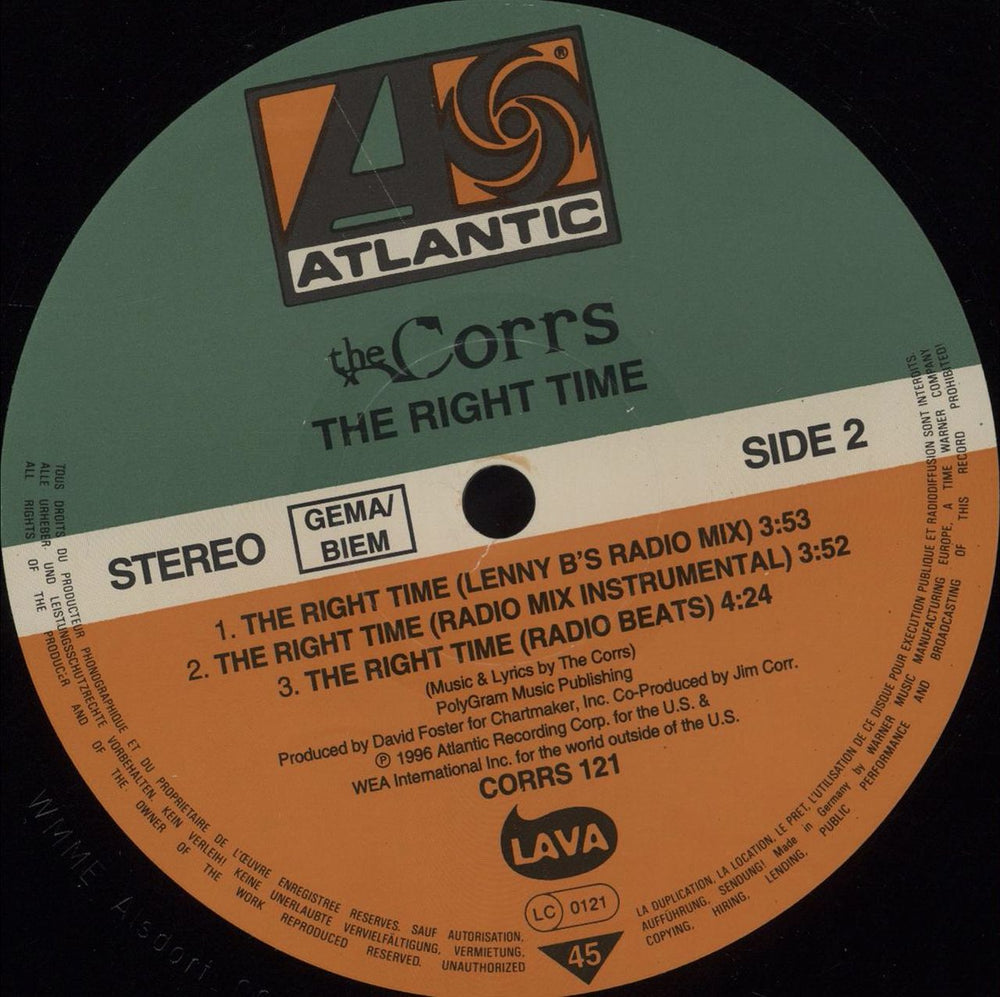 ATLANTIC
®
the Corrs
THE RIGHT TIME
SIDE 2
STEREO
GEMA/
BIEM
1. THE RIGHT TIME (LENNY B'S RADIO MIX) 3:53
2. THE RIGHT TIME (RADIO MIX INSTRUMENTAL) 3:52
3. THE RIGHT TIME (RADIO BEATS) 4:24
(Music & Lyrics by The Corrs)
PolyGram Music Publishing
Produced by David Foster for Chartmaker, Inc. Co-Produced by Jim Corr.
℗ 1996 Atlantic Recording Corp. for the U.S. &
WEA International Inc. for the world outside of the U.S.
CORRS 121
LAVA
LC 0121
45
TOUS DROITS DU PRODUCTEUR PHONOGRAPHIQUE ET DU PROPRIETAIRE DE L'ŒUVRE ENREGISTREE RESERVES. SAUF AUTORISATION, LA DUPLICATION, LA LOCATION, LE PRET, L'UTILISATION DE CE DISQUE POUR EXECUTION PUBLIQUE ET RADIODIFFUSION SONT INTERDITS.
ALLE URHEBER UND LEISTUNGSSCHUTZRECHTE VORBEHALTEN. KEIN VERLEIH! KEINE UNERLAUBTE VERVIELFÄLTIGUNG, VERMIETUNG, AUFFÜHRUNG, SENDUNG! Made in Germany by WARNER MUSIC MANUFACTURING EUROPE, A TIME WARNER COMPANY
ALL RIGHTS OF THE PRODUCER AND OF THE OWNER OF THE WORK REPRODUCED RESERVED. UNAUTHORIZED COPYING, HIRING, LENDING, PUBLIC PERFORMANCE AND BROADCASTING OF THIS RECORD PROHIBITED!
WMME Alsdorf